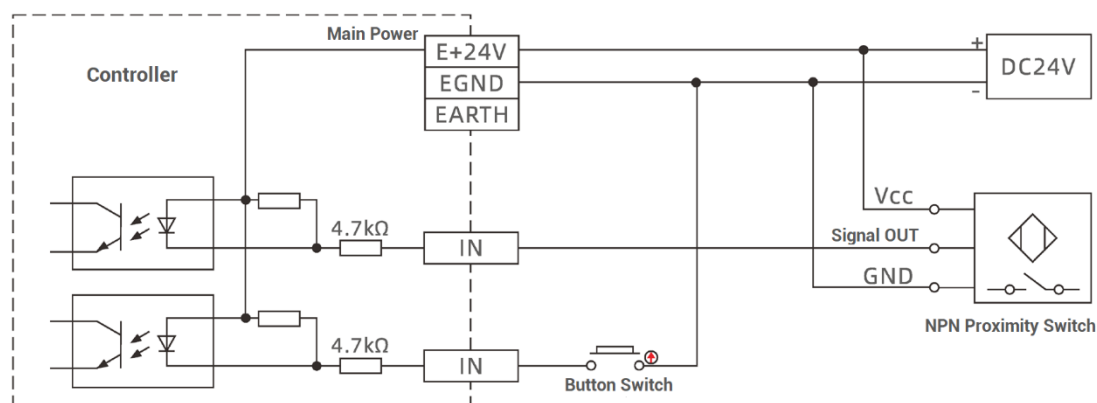 Main Power
E+24V
EGND
EARTH
+
-
DC24V
Controller
4.7kΩ
IN
Vcc
Signal OUT
GND
NPN Proximity Switch
4.7kΩ
IN
Button Switch